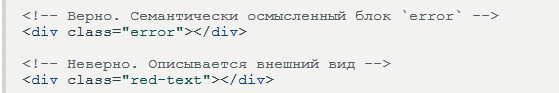 <!-- Верно. Семантически осмысленный блок `error` -->
<div class="error"></div>
<!-- Неверно. Описывается внешний вид -->
<div class="red-text"></div>